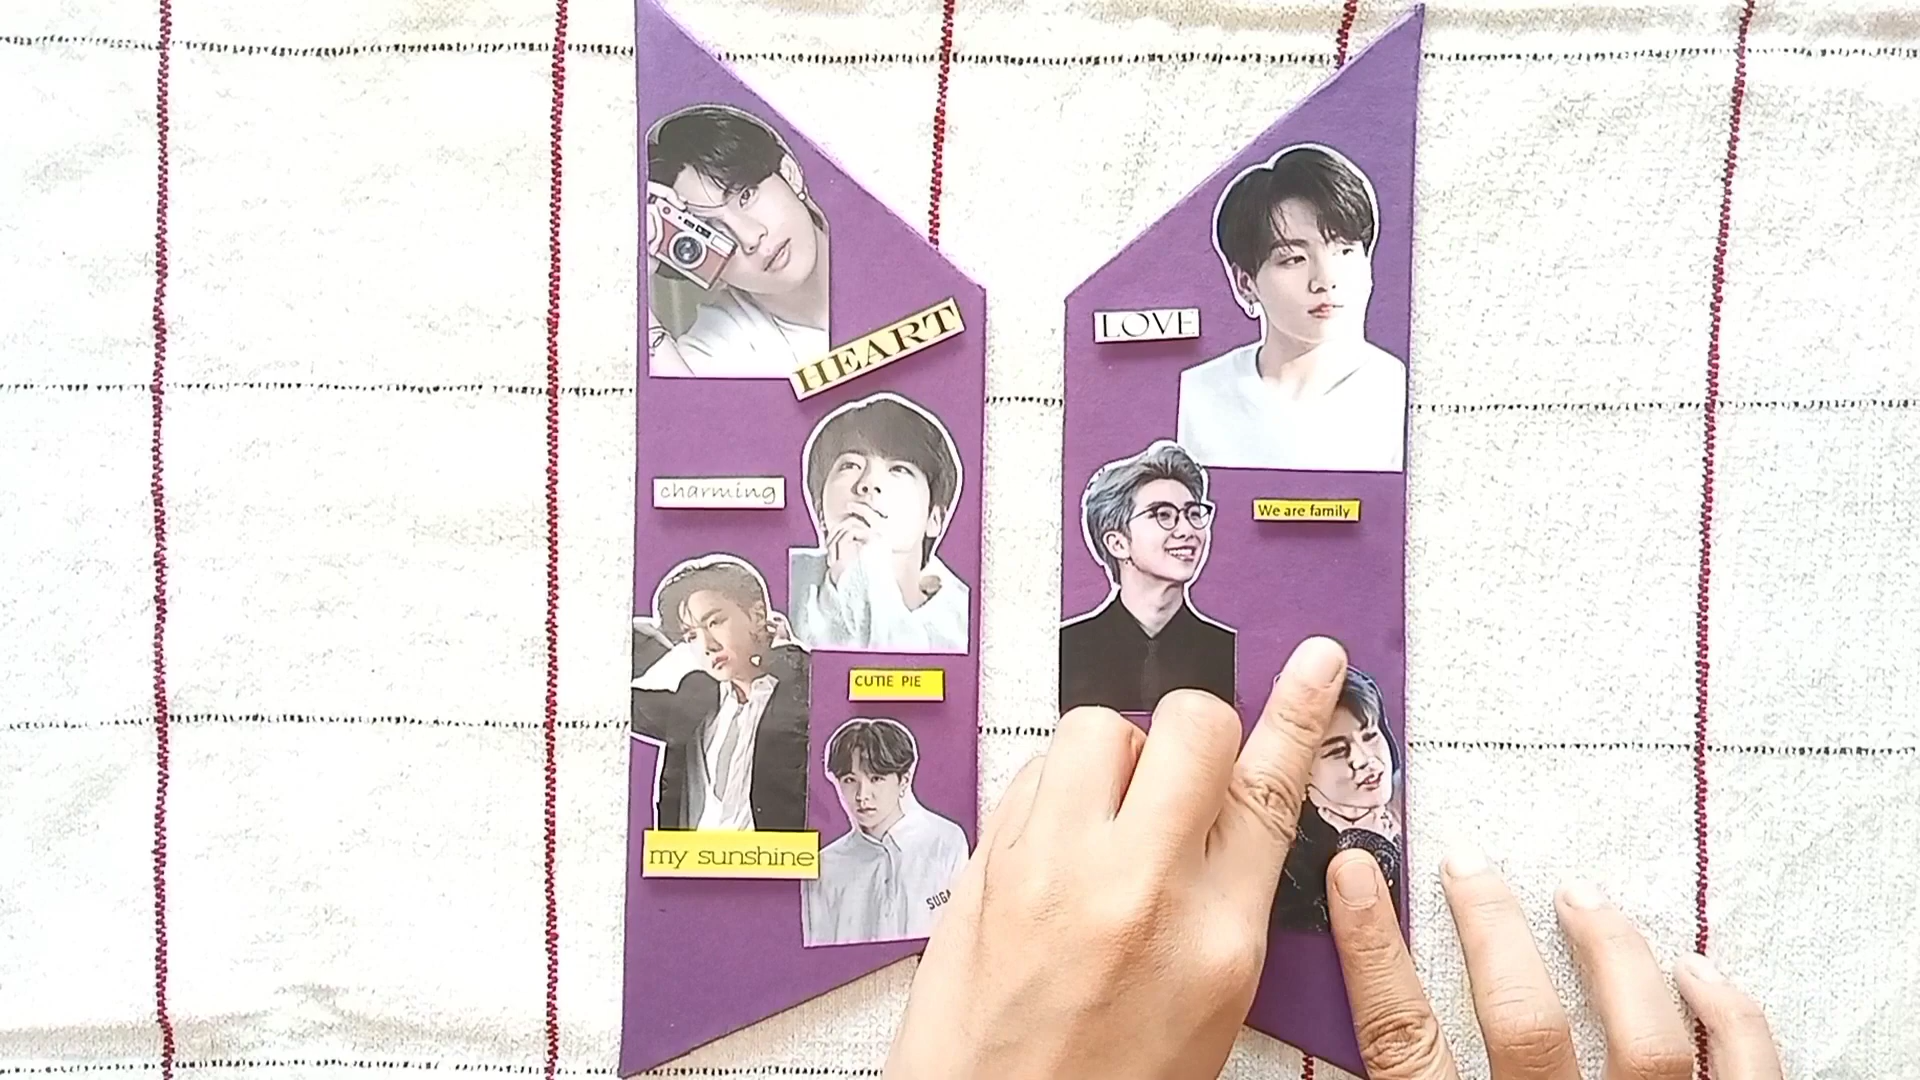 HEART
charming
CUTIE PIE
my sunshine
SUGA
LOVE
We are family